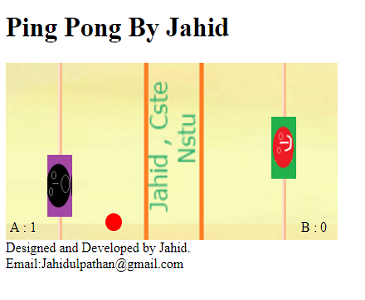 Ping Pong By Jahid
Jahid , Cste
Nstu
A : 1
B : 0
Designed and Developed by Jahid.
Email:Jahidulpathan@gmail.com